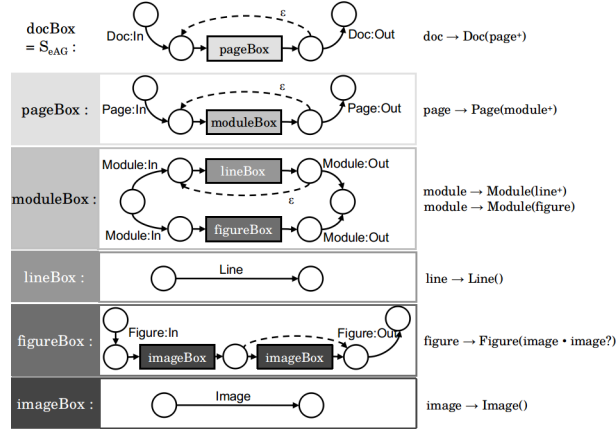 docBox
= S_eAG :
Doc:In
ε
pageBox
Doc:Out
doc → Doc(page⁺)
pageBox :
Page:In
ε
moduleBox
Page:Out
page → Page(module⁺)
moduleBox :
Module:In
lineBox
Module:Out
ε
figureBox
Module:In
Module:Out
module → Module(line⁺)
module → Module(figure)
lineBox :
Line
line → Line()
figureBox :
Figure:In
Figure:Out
imageBox
imageBox
figure → Figure(image • image?)
imageBox :
Image
image → Image()